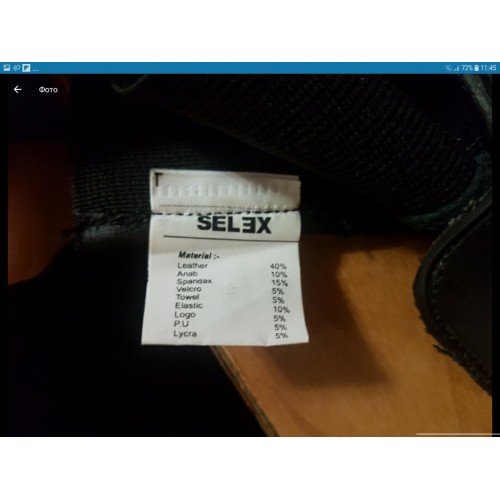 ... 72% 11:45
Фото
T
SELEX
Material :-
Leather 40%
Anab 10%
Spandax 15%
Velcro 5%
Towel 5%
Elastic 10%
Logo 5%
P.U 5%
Lycra 5%